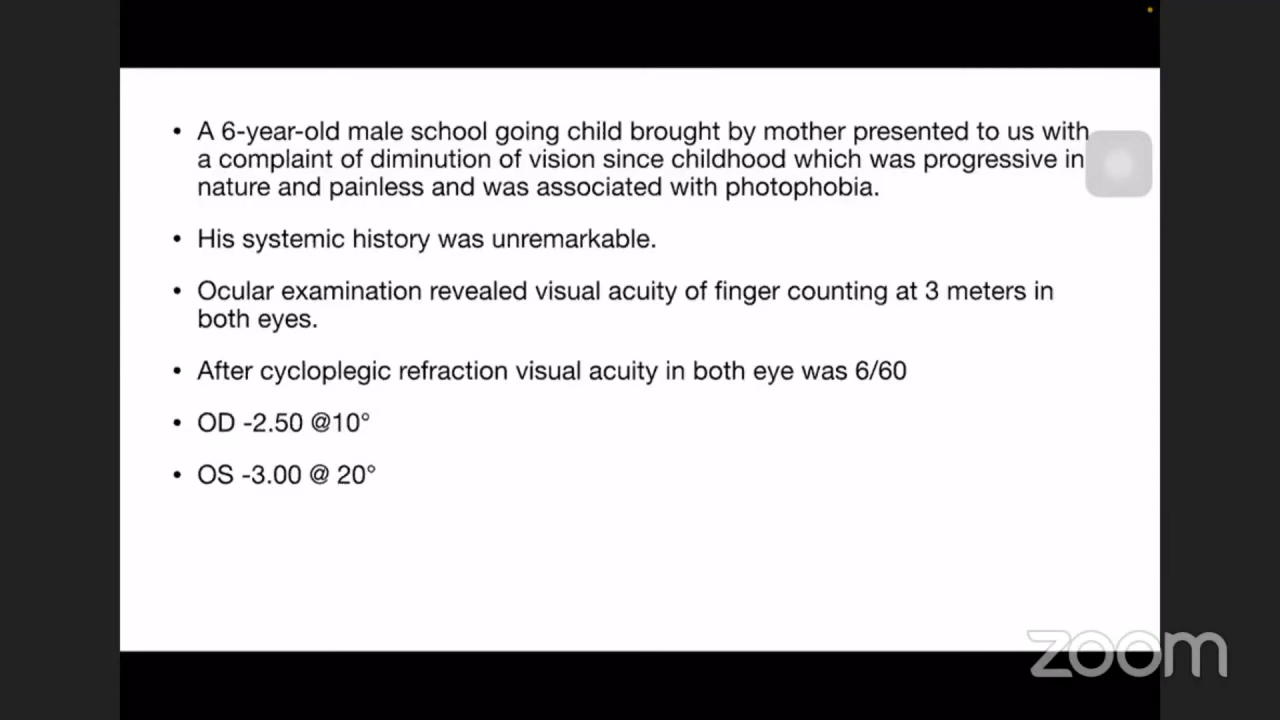 • A 6-year-old male school going child brought by mother presented to us with
a complaint of diminution of vision since childhood which was progressive in
nature and painless and was associated with photophobia.
• His systemic history was unremarkable.
• Ocular examination revealed visual acuity of finger counting at 3 meters in
both eyes.
• After cycloplegic refraction visual acuity in both eye was 6/60
• OD -2.50 @10°
• OS -3.00 @ 20°
zoom